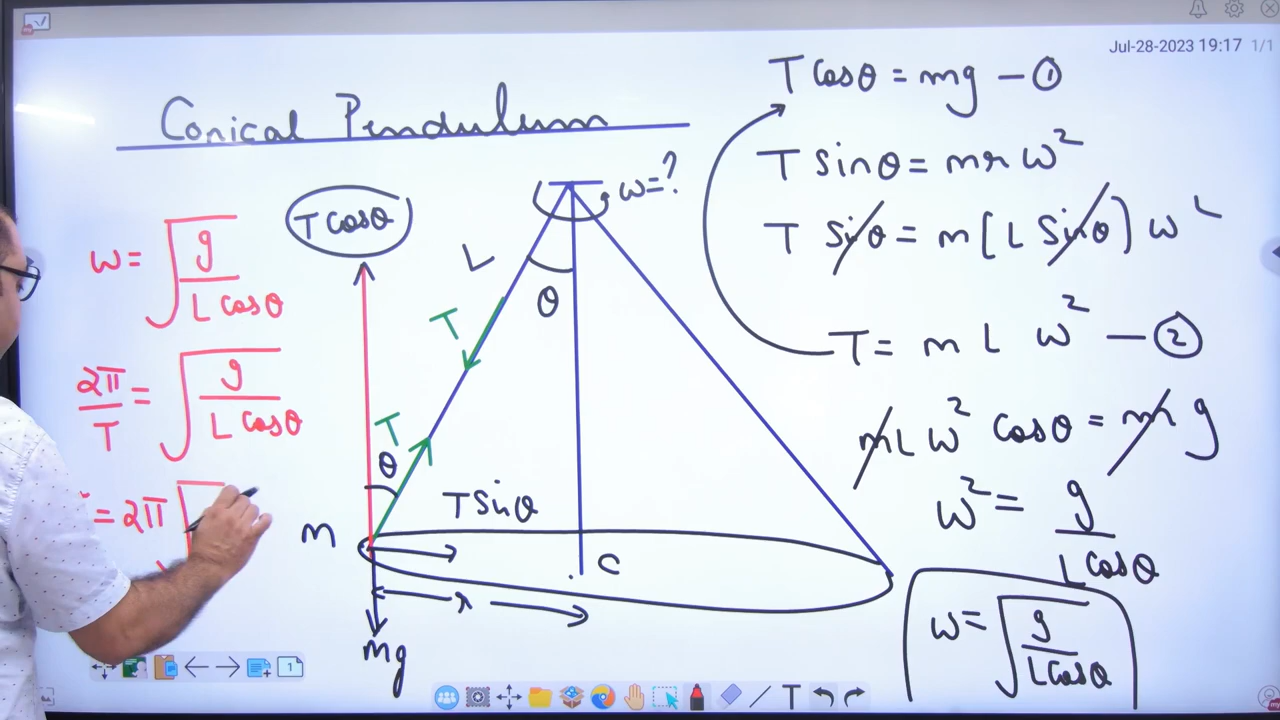 Jul-28-2023 19:17 1/1
Conical Pendulum
T cosθ = mg - ①
T sinθ = mrω²
T sinθ = m[L sinθ) ω²
T = m L ω² - ②
mLω² cosθ = mg
ω² = g / L cosθ
ω = √(g / L cosθ)
T cosθ
ω = ?
L
θ
T
T
θ
T sinθ
m
C
r
mg
ω = √(g / L cosθ)
2π / T = √(g / L cosθ)
= 2π √
1
T